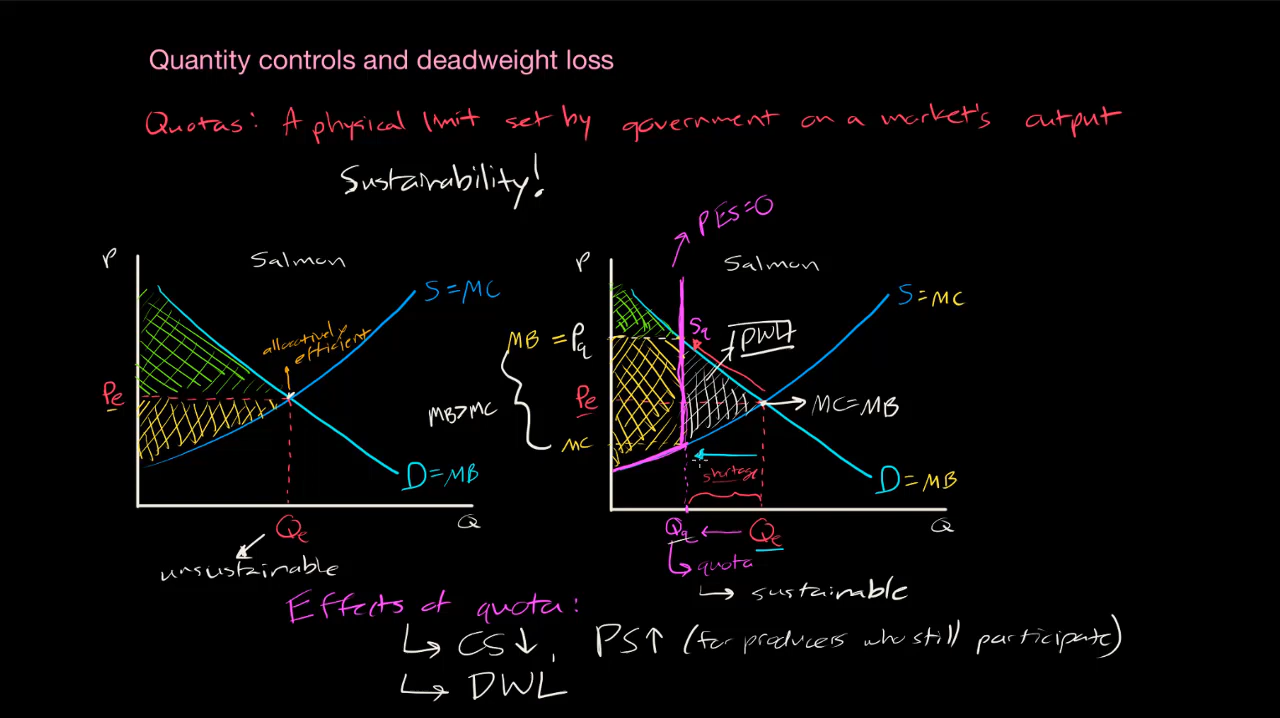 Quantity controls and deadweight loss
Quotas: A physical limit set by government on a market's output
Sustainability!
P
Salmon
S=MC
allocatively
efficient
Pe
D=MB
Qe
Q
unsustainable
PES=0
P
Salmon
S=MC
Sq
DWL
MB = Pq
Pe
MB>MC
MC=MB
MC
shortage
D=MB
Qq ← Qe
Q
↳ quota
↳ sustainable
Effects of quota:
↳ CS↓, PS↑ (for producers who still participate)
↳ DWL